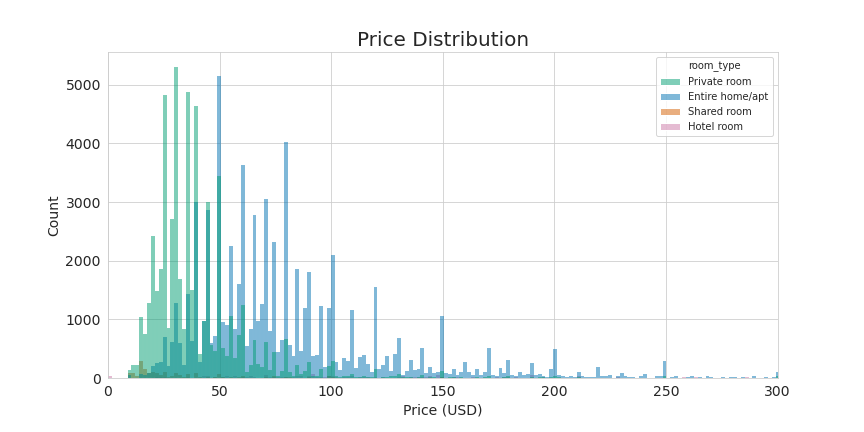 Price Distribution
room_type
Private room
Entire home/apt
Shared room
Hotel room
Count
5000
4000
3000
2000
1000
0
0 50 100 150 200 250 300
Price (USD)